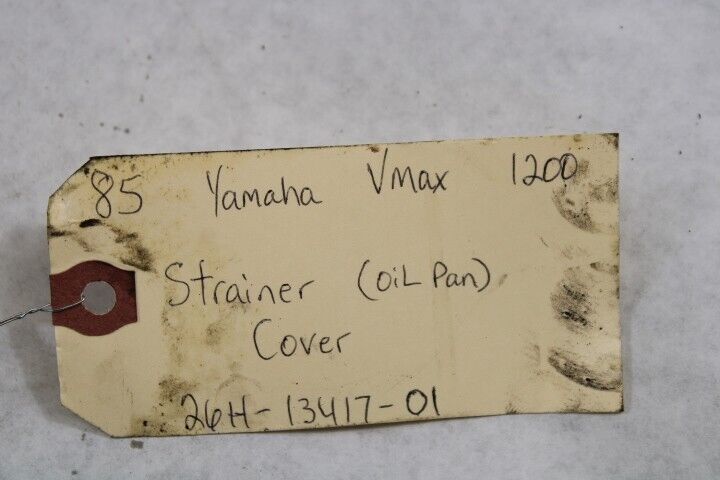 85 Yamaha Vmax 1200
Strainer (oil Pan)
Cover
26H-13417-01